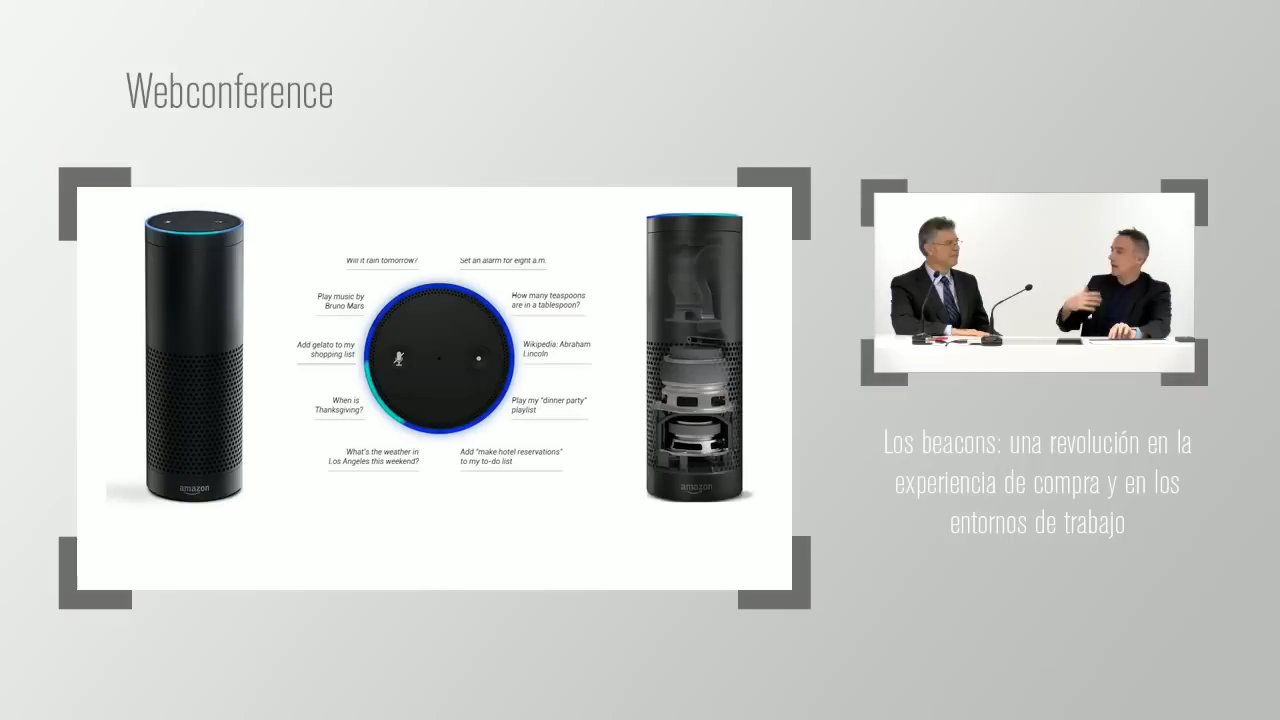 Webconference
Will it rain tomorrow?
Set an alarm for eight a.m.
Play music by
Bruno Mars
How many teaspoons
are in a tablespoon?
Add gelato to my
shopping list
Wikipedia: Abraham
Lincoln
When is
Thanksgiving?
Play my "dinner party"
playlist
What's the weather in
Los Angeles this weekend?
Add "make hotel reservations"
to my to-do list
amazon
amazon
Los beacons: una revolución en la
experiencia de compra y en los
entornos de trabajo